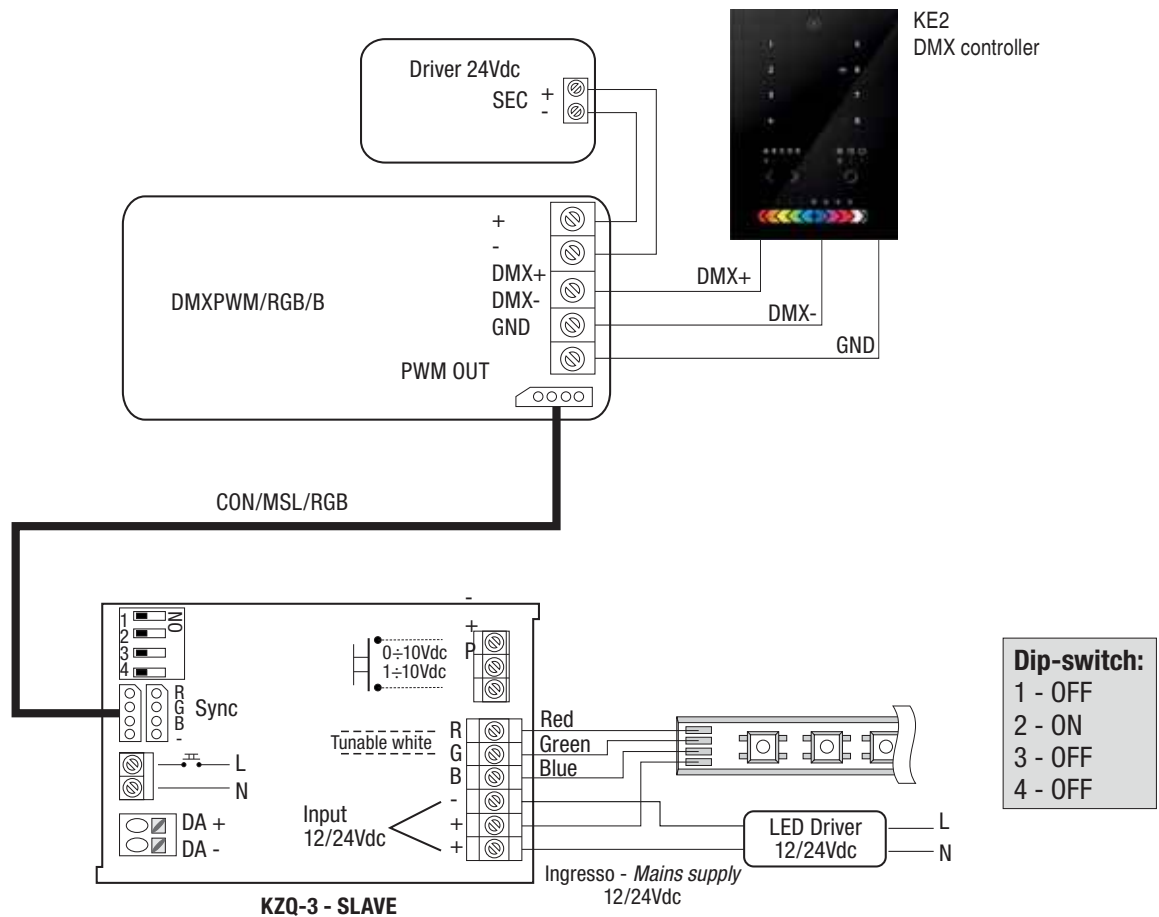 KE2
DMX controller
Driver 24Vdc
SEC
+
-
+
-
DMX+
DMX-
GND
DMXPWM/RGB/B
PWM OUT
DMX+
DMX-
GND
CON/MSL/RGB
1
2
3
4
ON
R
G
B
-
Sync
L
N
DA +
DA -
-
+
P
0÷10Vdc
1÷10Vdc
Tunable white
R
G
B
-
+
+
Input
12/24Vdc
Red
Green
Blue
LED Driver
12/24Vdc
L
N
Ingresso - Mains supply
12/24Vdc
KZQ-3 - SLAVE
Dip-switch:
1 - OFF
2 - ON
3 - OFF
4 - OFF